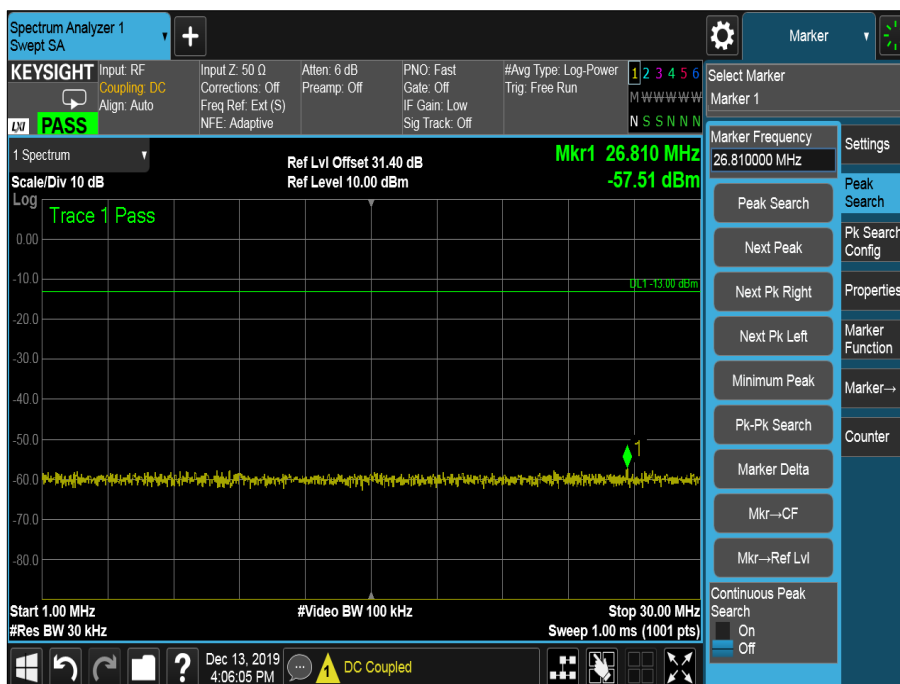 Spectrum Analyzer 1
Swept SA
Marker
KEYSIGHT
Input: RF
Coupling: DC
Align: Auto
Input Z: 50 Ω
Corrections: Off
Freq Ref: Ext (S)
NFE: Adaptive
Atten: 6 dB
Preamp: Off
PNO: Fast
Gate: Off
IF Gain: Low
Sig Track: Off
#Avg Type: Log-Power
Trig: Free Run
1 2 3 4 5 6
M W W W W W
N S S N N N
LXI PASS
Select Marker
Marker 1
1 Spectrum
Scale/Div 10 dB
Ref Lvl Offset 31.40 dB
Ref Level 10.00 dBm
Mkr1 26.810 MHz
-57.51 dBm
Log
Trace 1 Pass
0.00
-10.0
-20.0
-30.0
-40.0
-50.0
-60.0
-70.0
-80.0
DL1 -13.00 dBm
1
Start 1.00 MHz
#Res BW 30 kHz
#Video BW 100 kHz
Stop 30.00 MHz
Sweep 1.00 ms (1001 pts)
Marker Frequency
26.810000 MHz
Peak Search
Next Peak
Next Pk Right
Next Pk Left
Minimum Peak
Pk-Pk Search
Marker Delta
Mkr→CF
Mkr→Ref Lvl
Continuous Peak
Search
On
Off
Settings
Peak
Search
Pk Search
Config
Properties
Marker
Function
Marker→
Counter
?
Dec 13, 2019
4:06:05 PM
1
DC Coupled